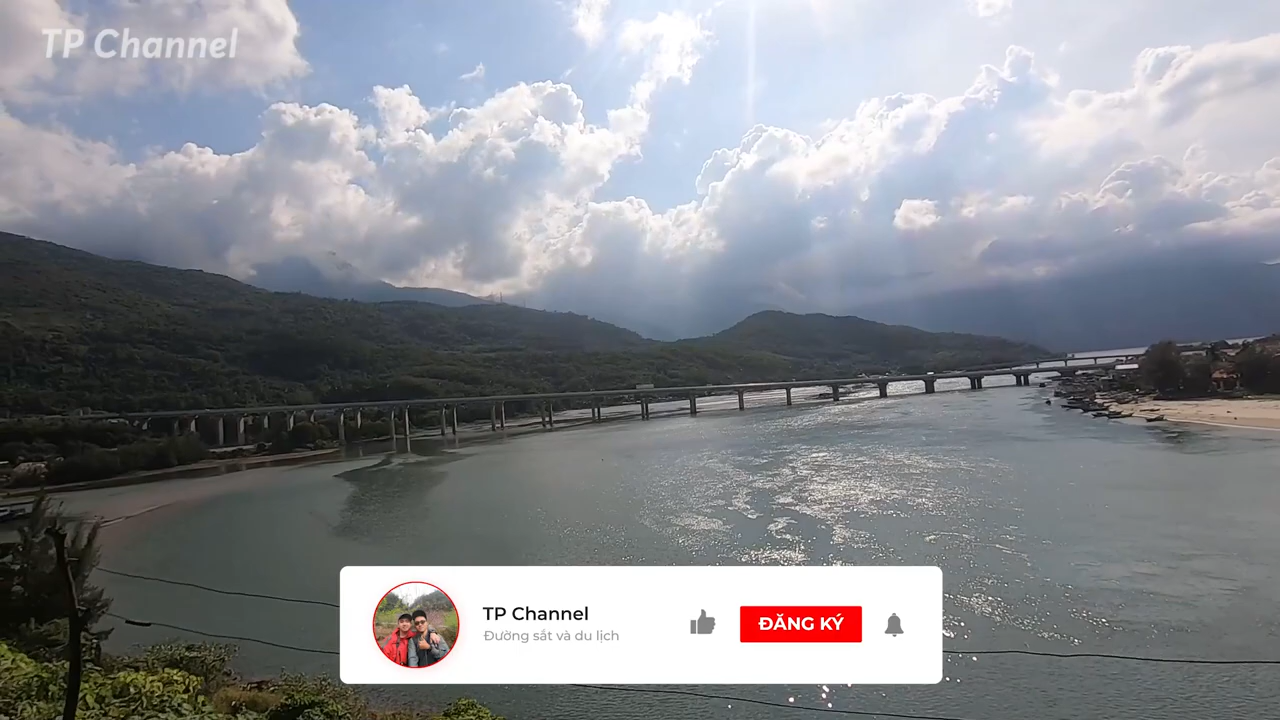 TP Channel
TP Channel
Đường sắt và du lịch
ĐĂNG KÝ